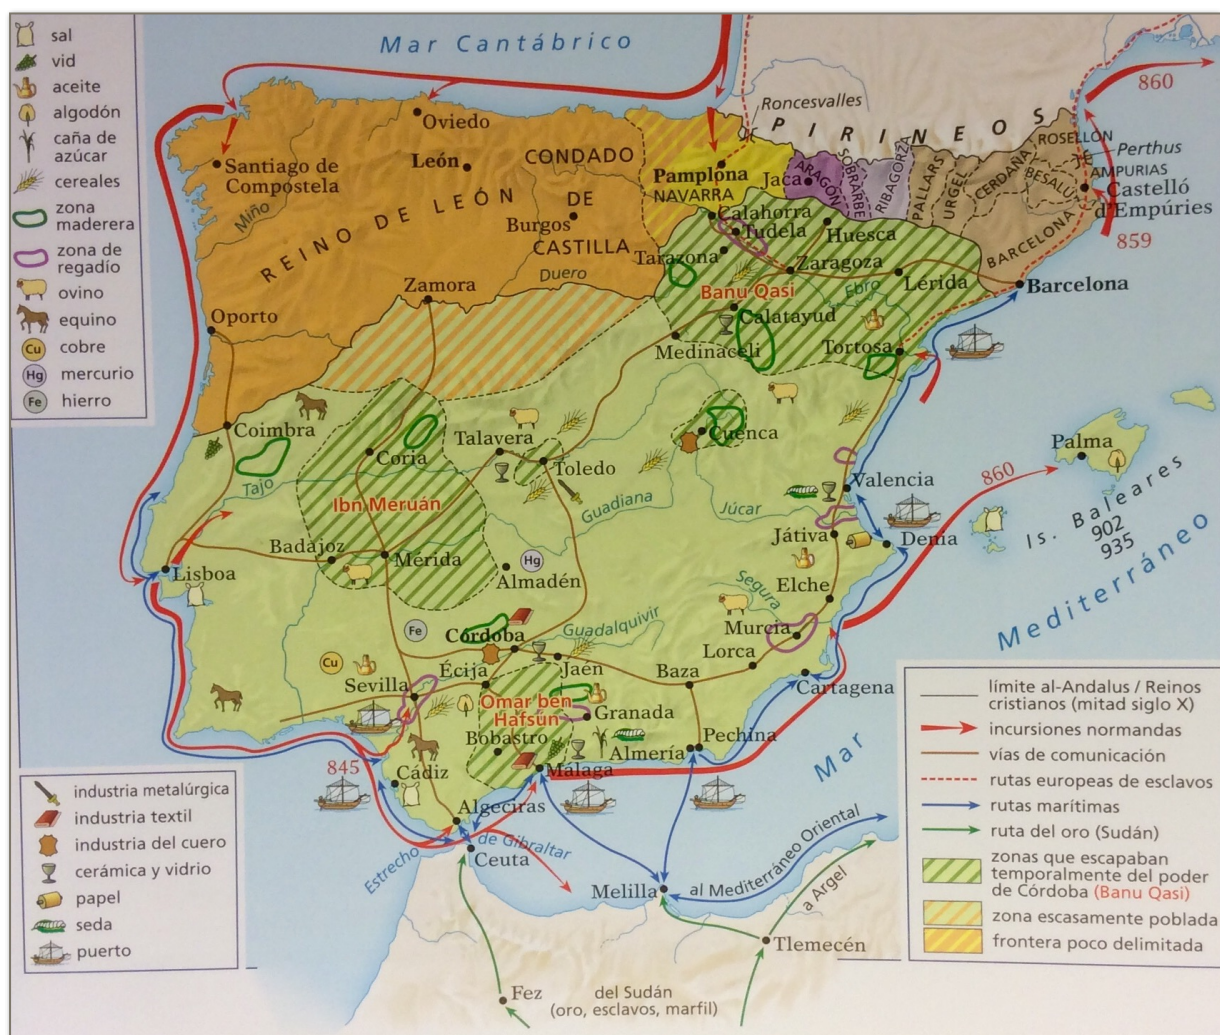 sal
vid
aceite
algodón
caña de
azúcar
cereales
zona
maderera
zona de
regadío
ovino
equino
Cu
cobre
Hg
mercurio
Fe
hierro
Mar Cantábrico
860
Roncesvalles
PIRINEOS
ROSELLÓN
Perthus
AMPURIAS
Castelló
d'Empúries
859
Oviedo
Santiago de
Compostela
León
CONDADO
DE
CASTILLA
Burgos
REINO DE LEÓN
Miño
Duero
Pamplona
NAVARRA
Jaca
ARAGÓN
SOBRARBE
RIBAGORZA
PALLARS
URGEL
CERDAÑA
BESALÚ
BARCELONA
Calahorra
Tudela
Huesca
Tarazona
Zaragoza
Ebro
Lérida
Barcelona
Banu Qasi
Calatayud
Medinaceli
Tortosa
Zamora
Oporto
Coimbra
Coria
Talavera
Toledo
Cuenca
Tajo
Ibn Meruán
Guadiana
Júcar
Valencia
Palma
860
Is. Baleares
902
935
Badajoz
Mérida
Hg
Almadén
Játiva
Denia
Elche
Segura
Lisboa
Fe
Córdoba
Guadalquivir
Murcia
Lorca
Cu
Sevilla
Écija
Jaén
Baza
Cartagena
Omar ben
Hafsun
Granada
Bobastro
Almería
Pechina
Málaga
845
Cádiz
Algeciras
Estrecho de Gibraltar
Ceuta
Melilla
al Mediterráneo Oriental
a Argel
Tlemecén
Fez
del Sudán
(oro, esclavos, marfil)
Mar Mediterráneo
industria metalúrgica
industria textil
industria del cuero
cerámica y vidrio
papel
seda
puerto
límite al-Andalus / Reinos
cristianos (mitad siglo X)
incursiones normandas
vías de comunicación
rutas europeas de esclavos
rutas marítimas
ruta del oro (Sudán)
zonas que escapaban
temporalmente del poder
de Córdoba (Banu Qasi)
zona escasamente poblada
frontera poco delimitada